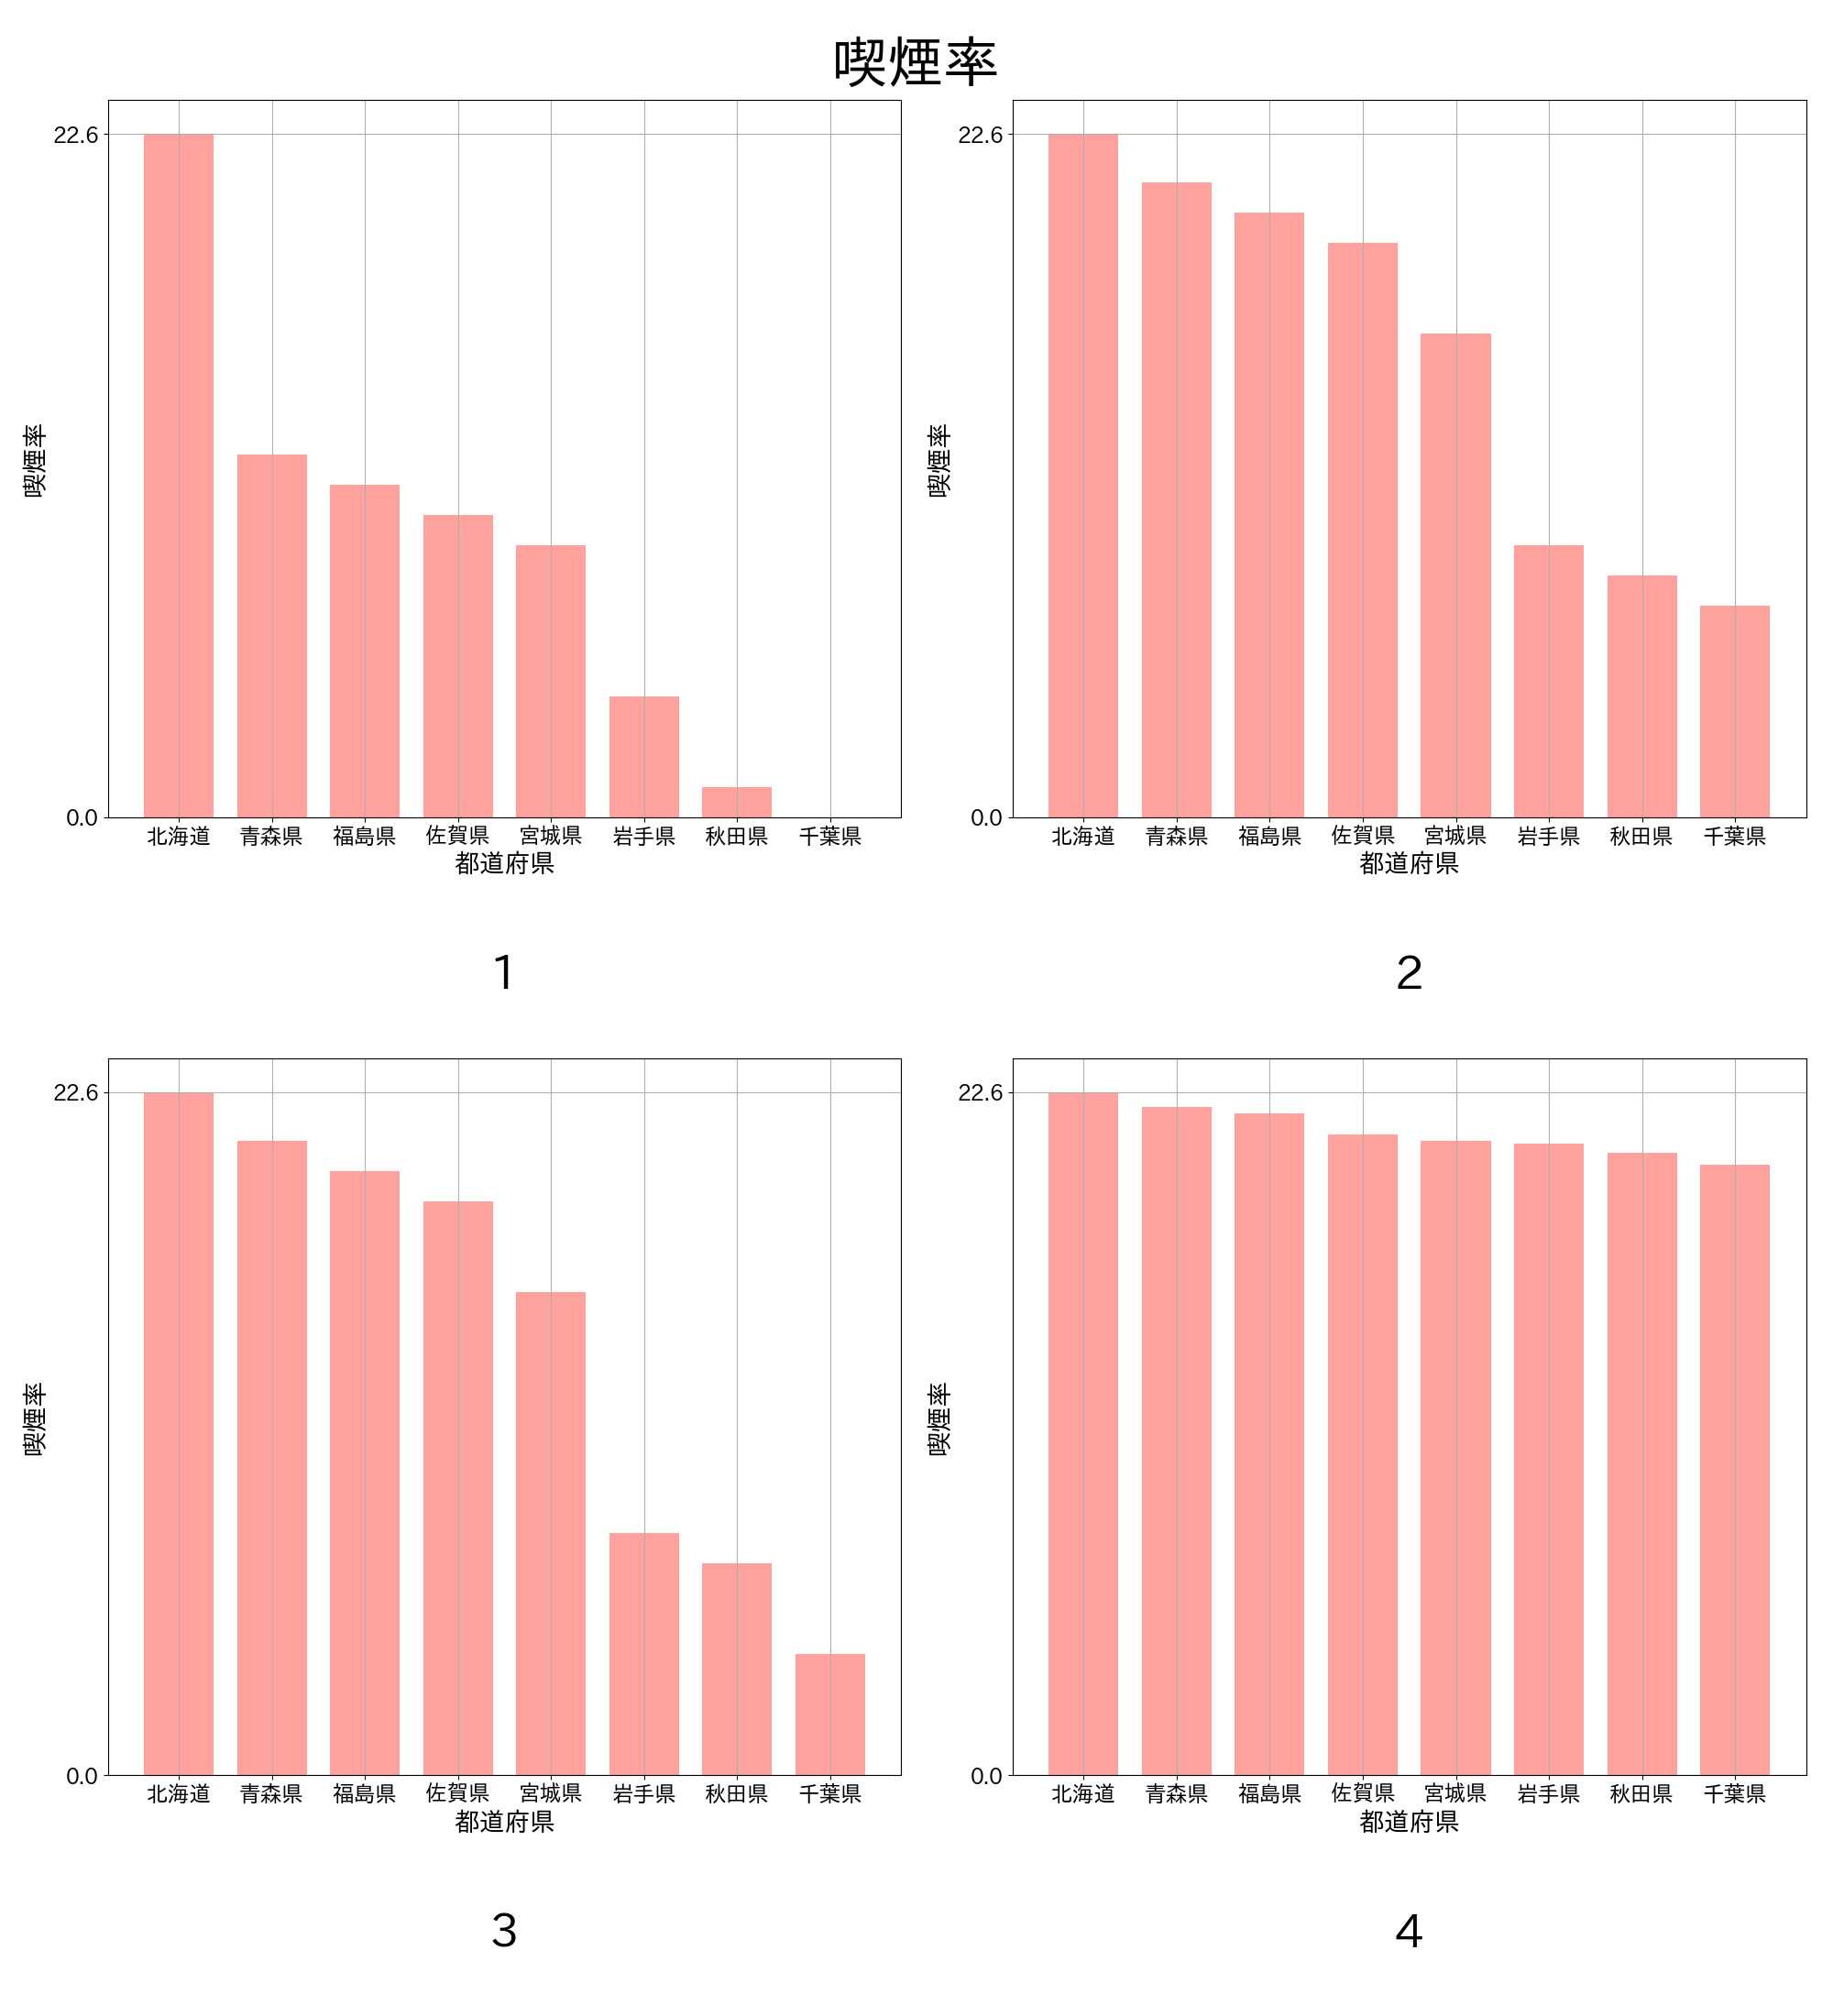 喫煙率
22.6
0.0
喫煙率
北海道 青森県 福島県 佐賀県 宮城県 岩手県 秋田県 千葉県
都道府県
1
22.6
0.0
喫煙率
北海道 青森県 福島県 佐賀県 宮城県 岩手県 秋田県 千葉県
都道府県
2
22.6
0.0
喫煙率
北海道 青森県 福島県 佐賀県 宮城県 岩手県 秋田県 千葉県
都道府県
3
22.6
0.0
喫煙率
北海道 青森県 福島県 佐賀県 宮城県 岩手県 秋田県 千葉県
都道府県
4